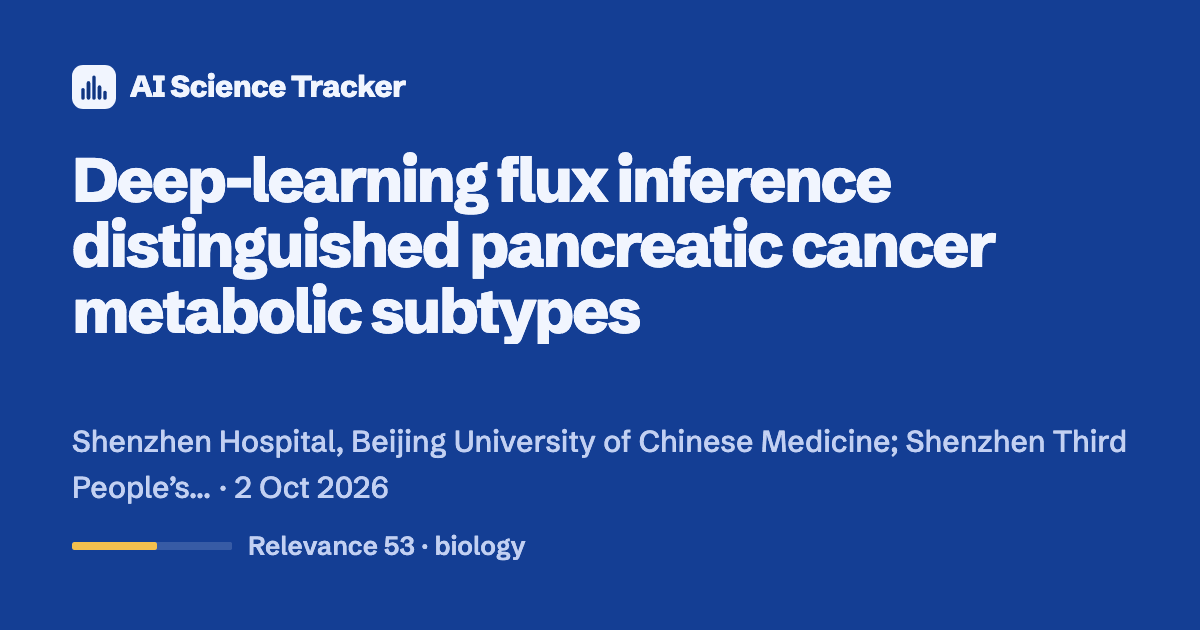 AI Science Tracker
Deep-learning flux inference
distinguished pancreatic cancer
metabolic subtypes
Shenzhen Hospital, Beijing University of Chinese Medicine; Shenzhen Third
People’s… · 2 Oct 2026
Relevance 53 · biology